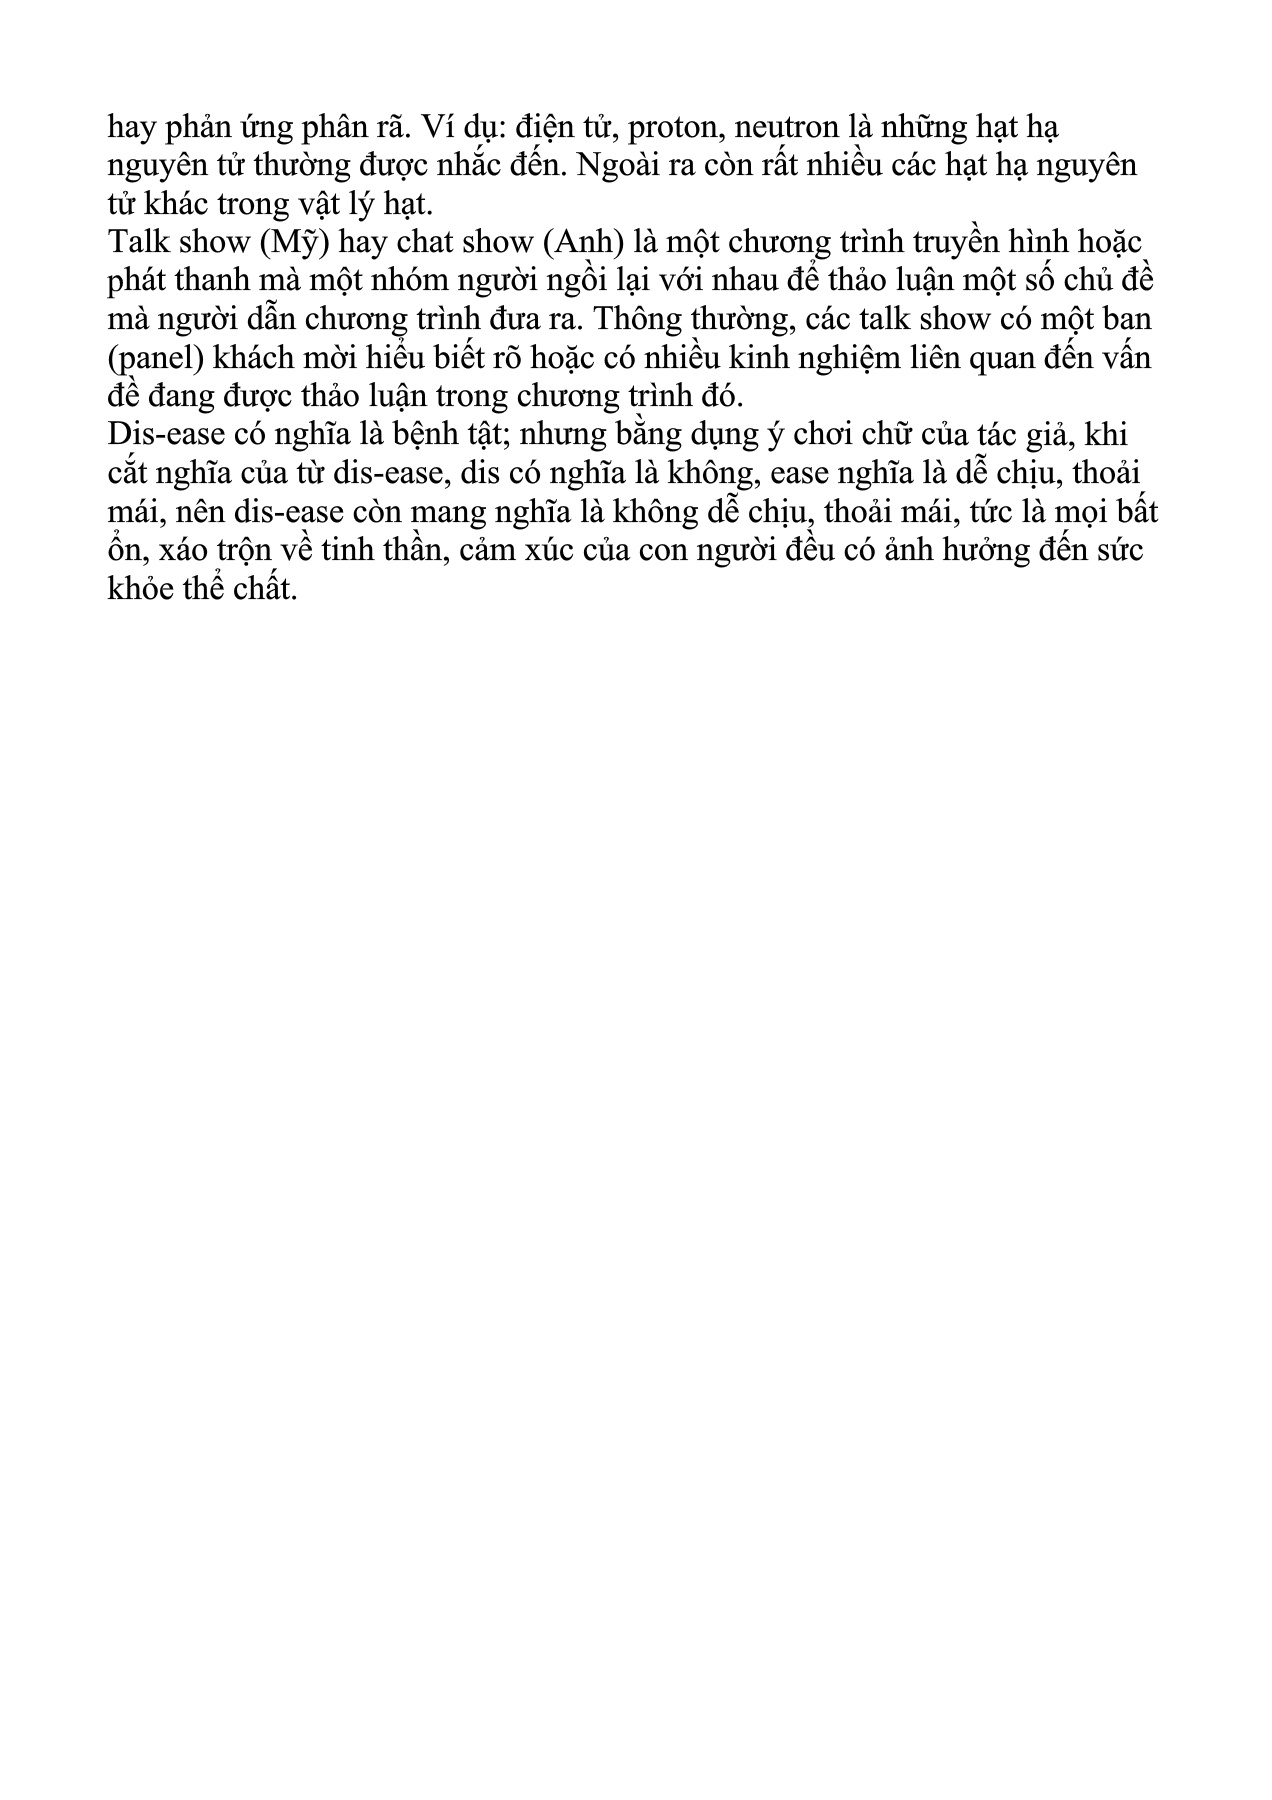 hay phản ứng phân rã. Ví dụ: điện tử, proton, neutron là những hạt hạ
nguyên tử thường được nhắc đến. Ngoài ra còn rất nhiều các hạt hạ nguyên
tử khác trong vật lý hạt.
Talk show (Mỹ) hay chat show (Anh) là một chương trình truyền hình hoặc
phát thanh mà một nhóm người ngồi lại với nhau để thảo luận một số chủ đề
mà người dẫn chương trình đưa ra. Thông thường, các talk show có một ban
(panel) khách mời hiểu biết rõ hoặc có nhiều kinh nghiệm liên quan đến vấn
đề đang được thảo luận trong chương trình đó.
Dis-ease có nghĩa là bệnh tật; nhưng bằng dụng ý chơi chữ của tác giả, khi
cắt nghĩa của từ dis-ease, dis có nghĩa là không, ease nghĩa là dễ chịu, thoải
mái, nên dis-ease còn mang nghĩa là không dễ chịu, thoải mái, tức là mọi bất
ổn, xáo trộn về tinh thần, cảm xúc của con người đều có ảnh hưởng đến sức
khỏe thể chất.